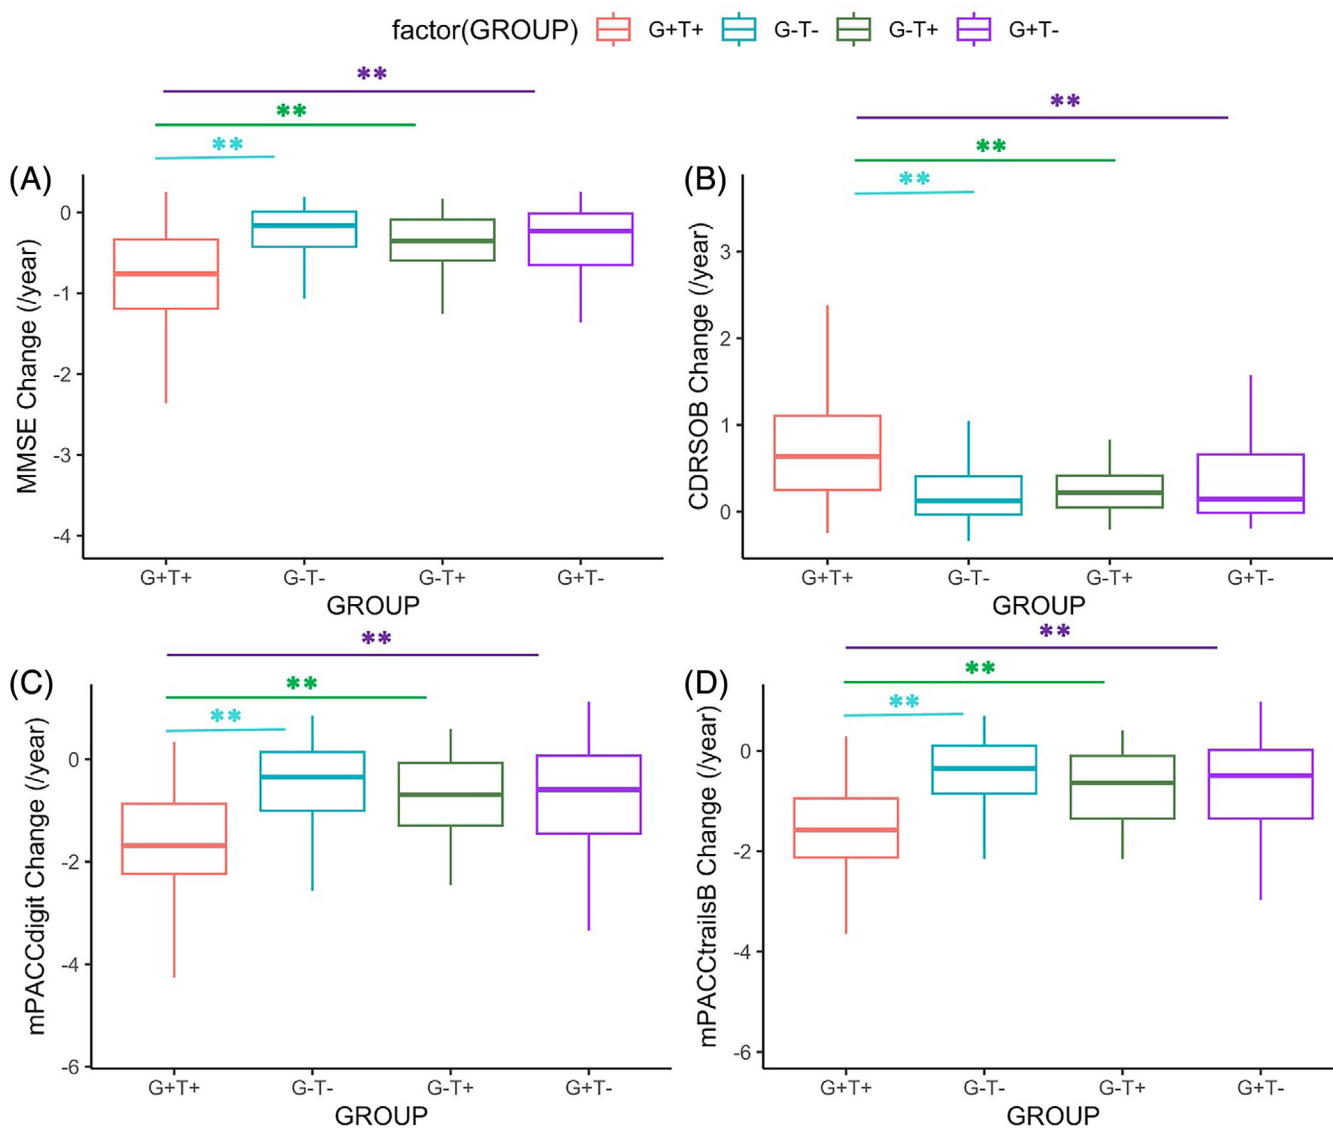 factor(GROUP) G+T+ G-T- G-T+ G+T-
(A)
**
**
**
MMSE Change (/year)
0
-1
-2
-3
-4
G+T+ G-T- G-T+ G+T-
GROUP
(B)
**
**
**
CDRSOB Change (/year)
3
2
1
0
G+T+ G-T- G-T+ G+T-
GROUP
(C)
**
**
**
mPACCdigit Change (/year)
0
-2
-4
-6
G+T+ G-T- G-T+ G+T-
GROUP
(D)
**
**
**
mPACCtrailsB Change (/year)
0
-2
-4
-6
G+T+ G-T- G-T+ G+T-
GROUP